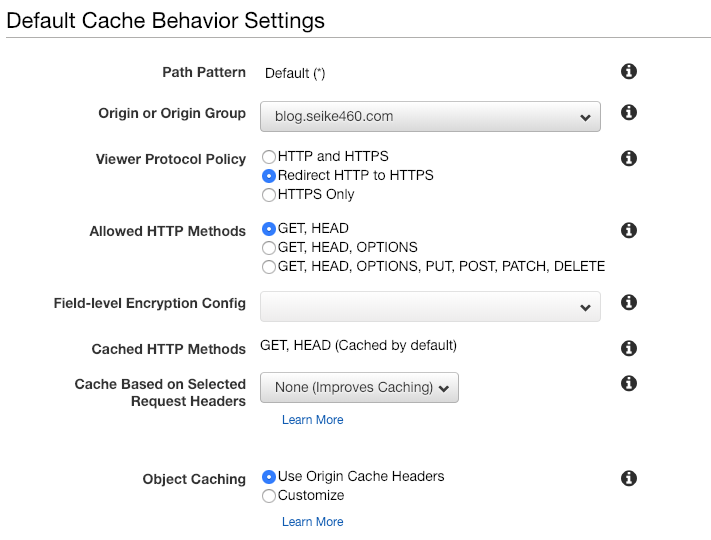 Default Cache Behavior Settings
Path Pattern Default (*)
Origin or Origin Group blog.seike460.com
Viewer Protocol Policy HTTP and HTTPS
Redirect HTTP to HTTPS
HTTPS Only
Allowed HTTP Methods GET, HEAD
GET, HEAD, OPTIONS
GET, HEAD, OPTIONS, PUT, POST, PATCH, DELETE
Field-level Encryption Config
Cached HTTP Methods GET, HEAD (Cached by default)
Cache Based on Selected None (Improves Caching)
Request Headers
Learn More
Object Caching Use Origin Cache Headers
Customize
Learn More